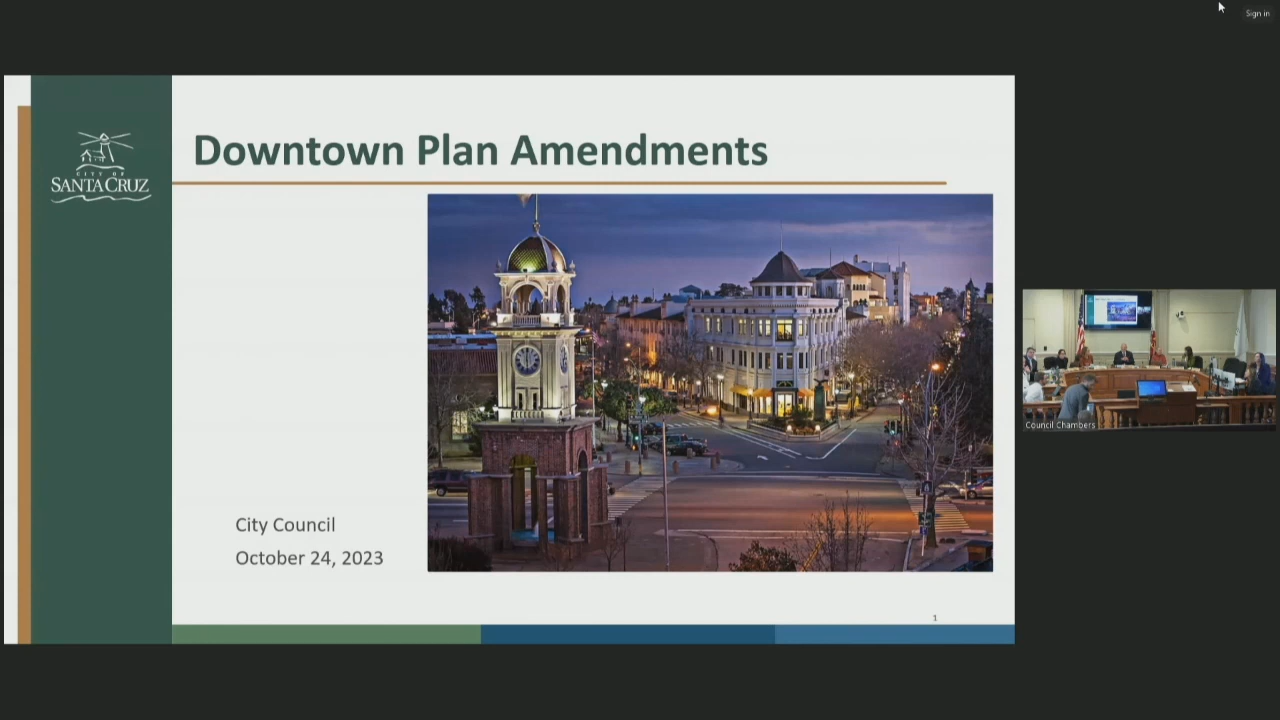 Sign in
CITY OF
SANTA CRUZ
Downtown Plan Amendments
City Council
October 24, 2023
1
Council Chambers